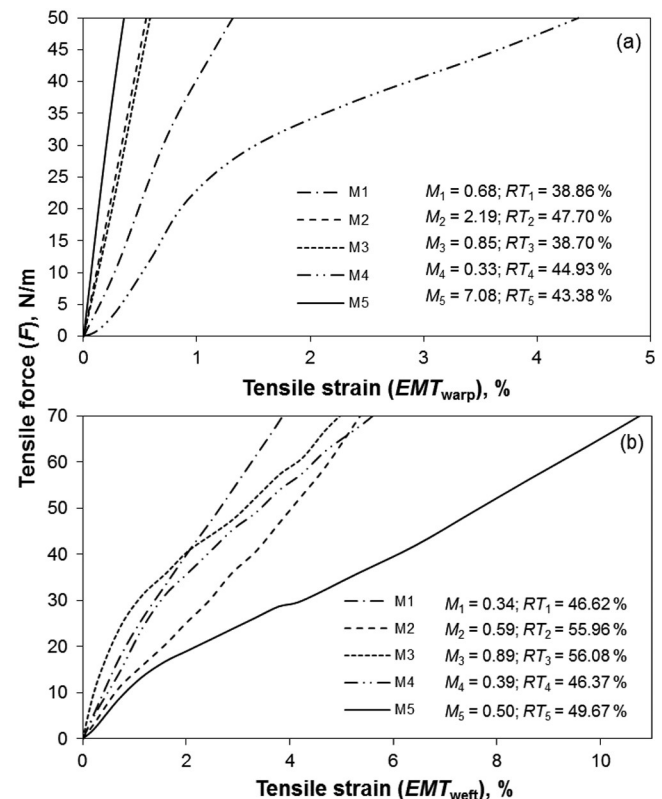 Tensile force (F), N/m
50
45
40
35
30
25
20
15
10
5
0
(a)
M1 M₁ = 0.68; RT₁ = 38.86 %
M2 M₂ = 2.19; RT₂ = 47.70 %
M3 M₃ = 0.85; RT₃ = 38.70 %
M4 M₄ = 0.33; RT₄ = 44.93 %
M5 M₅ = 7.08; RT₅ = 43.38 %
0 1 2 3 4 5
Tensile strain (EMTwarp), %
70
60
50
40
30
20
10
0
(b)
M1 M₁ = 0.34; RT₁ = 46.62 %
M2 M₂ = 0.59; RT₂ = 55.96 %
M3 M₃ = 0.89; RT₃ = 56.08 %
M4 M₄ = 0.39; RT₄ = 46.37 %
M5 M₅ = 0.50; RT₅ = 49.67 %
0 2 4 6 8 10
Tensile strain (EMTweft), %